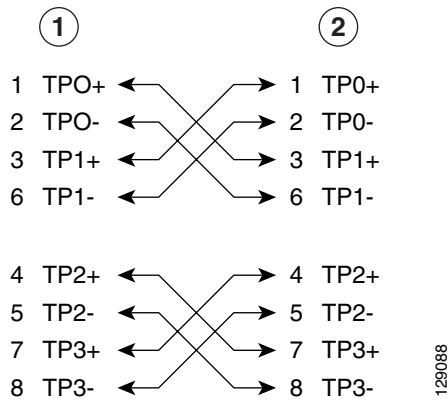 1 2
1 TPO+ 1 TP0+
2 TPO- 2 TP0-
3 TP1+ 3 TP1+
6 TP1- 6 TP1-
4 TP2+ 4 TP2+
5 TP2- 5 TP2-
7 TP3+ 7 TP3+
8 TP3- 8 TP3-
129088